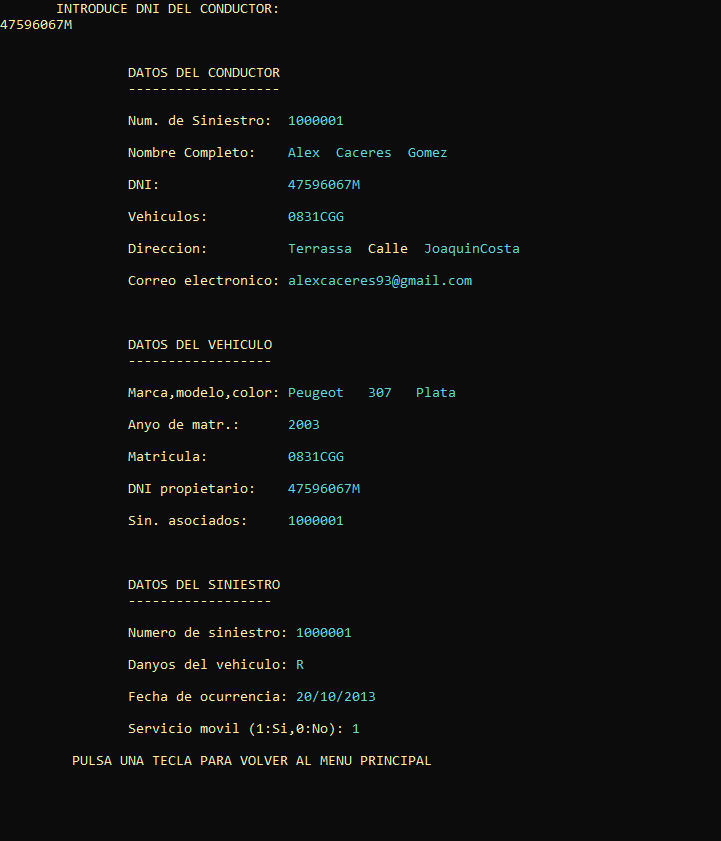 INTRODUCE DNI DEL CONDUCTOR:
47596067M
DATOS DEL CONDUCTOR
-------------------
Num. de Siniestro: 1000001
Nombre Completo: Alex Caceres Gomez
DNI: 47596067M
Vehiculos: 0831CGG
Direccion: Terrassa Calle JoaquinCosta
Correo electronico: alexcaceres93@gmail.com
DATOS DEL VEHICULO
------------------
Marca,modelo,color: Peugeot 307 Plata
Anyo de matr.: 2003
Matricula: 0831CGG
DNI propietario: 47596067M
Sin. asociados: 1000001
DATOS DEL SINIESTRO
------------------
Numero de siniestro: 1000001
Danyos del vehiculo: R
Fecha de ocurrencia: 20/10/2013
Servicio movil (1:Si,0:No): 1
PULSA UNA TECLA PARA VOLVER AL MENU PRINCIPAL